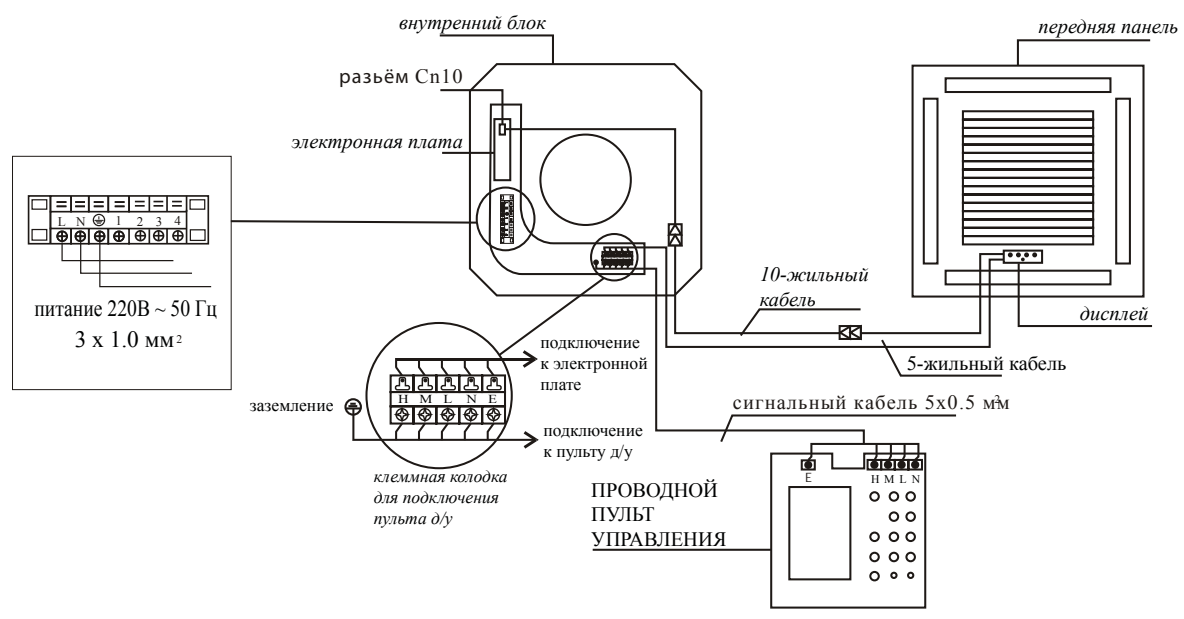 внутренний блок
передняя панель
разьём Cn10
электронная плата
L N 1 2 3 4
питание 220В ~ 50 Гц
3 x 1.0 мм²
10-жильный
кабель
дисплей
5-жильный кабель
подключение
к электронной
плате
H M L N E
заземление
сигнальный кабель 5x0.5 мм²
подключение
к пульту д/у
клеммная колодка
для подключения
пульта д/у
E
H M L N
ПРОВОДНОЙ
ПУЛЬТ
УПРАВЛЕНИЯ